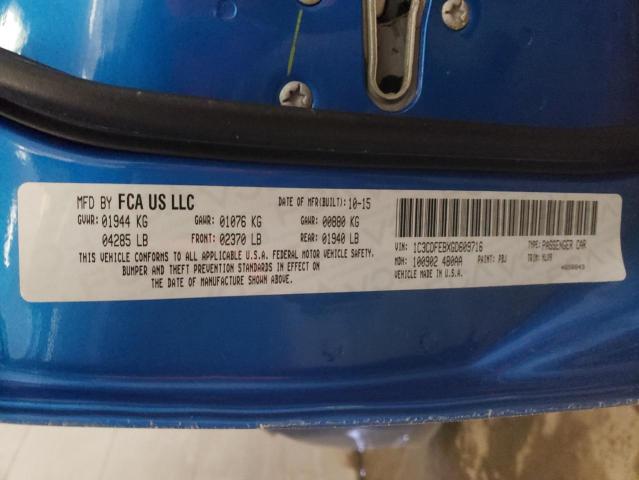 MFD BY FCA US LLC DATE OF MFR(BUILT): 10-15
GVWR: 01944 KG GAWR: 01076 KG GAWR: 00880 KG
04285 LB FRONT: 02370 LB REAR: 01940 LB
THIS VEHICLE CONFORMS TO ALL APPLICABLE U.S.A. FEDERAL MOTOR VEHICLE SAFETY,
BUMPER AND THEFT PREVENTION STANDARDS IN EFFECT ON
THE DATE OF MANUFACTURE SHOWN ABOVE.
VIN: 1C3CDFEBXGD609716 TYPE: PASSENGER CAR
MDH: 100902 480AA PAINT: PBJ TRIM:
VEHICLE MADE IN U.S.A.